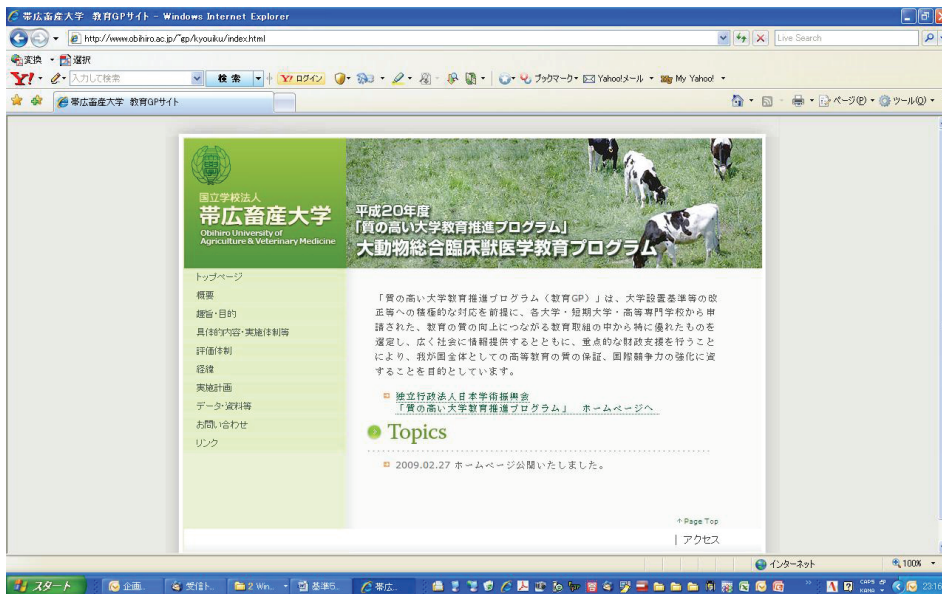 帯広畜産大学 教育GPサイト - Windows Internet Explorer
http://www.obihiro.ac.jp/~gp/kyouiku/index.html
Live Search
変換 選択
Y! 入力して検索 検索 Y!ログイン ブックマーク Yahoo!メール My Yahoo!
帯広畜産大学 教育GPサイト
ページ(P) ツール(O)
国立学校法人
帯広畜産大学
Obihiro University of
Agriculture & Veterinary Medicine
平成20年度
「質の高い大学教育推進プログラム」
大動物総合臨床獣医学教育プログラム
トップページ
概要
趣旨・目的
具体的内容・実施体制等
評価体制
経緯
実施計画
データ・資料等
お問い合わせ
リンク
「質の高い大学教育推進プログラム（教育GP）」は、大学設置基準等の改
正等への積極的な対応を前提に、各大学・短期大学・高等専門学校から申
請された、教育の質の向上につながる教育取組の中から特に優れたものを
選定し、広く社会に情報提供するとともに、重点的な財政支援を行うこと
により、我が国全体としての高等教育の質の保証、国際競争力の強化に資
することを目的としています。
独立行政法人日本学術振興会
「質の高い大学教育推進プログラム」 ホームページへ
Topics
2009.02.27 ホームページ公開いたしました。
↑Page Top
| アクセス
インターネット 100%
スタート 企画. 受信ト. 2 Win.. 基準5.. 帯広.. CAPS KANA 23:16